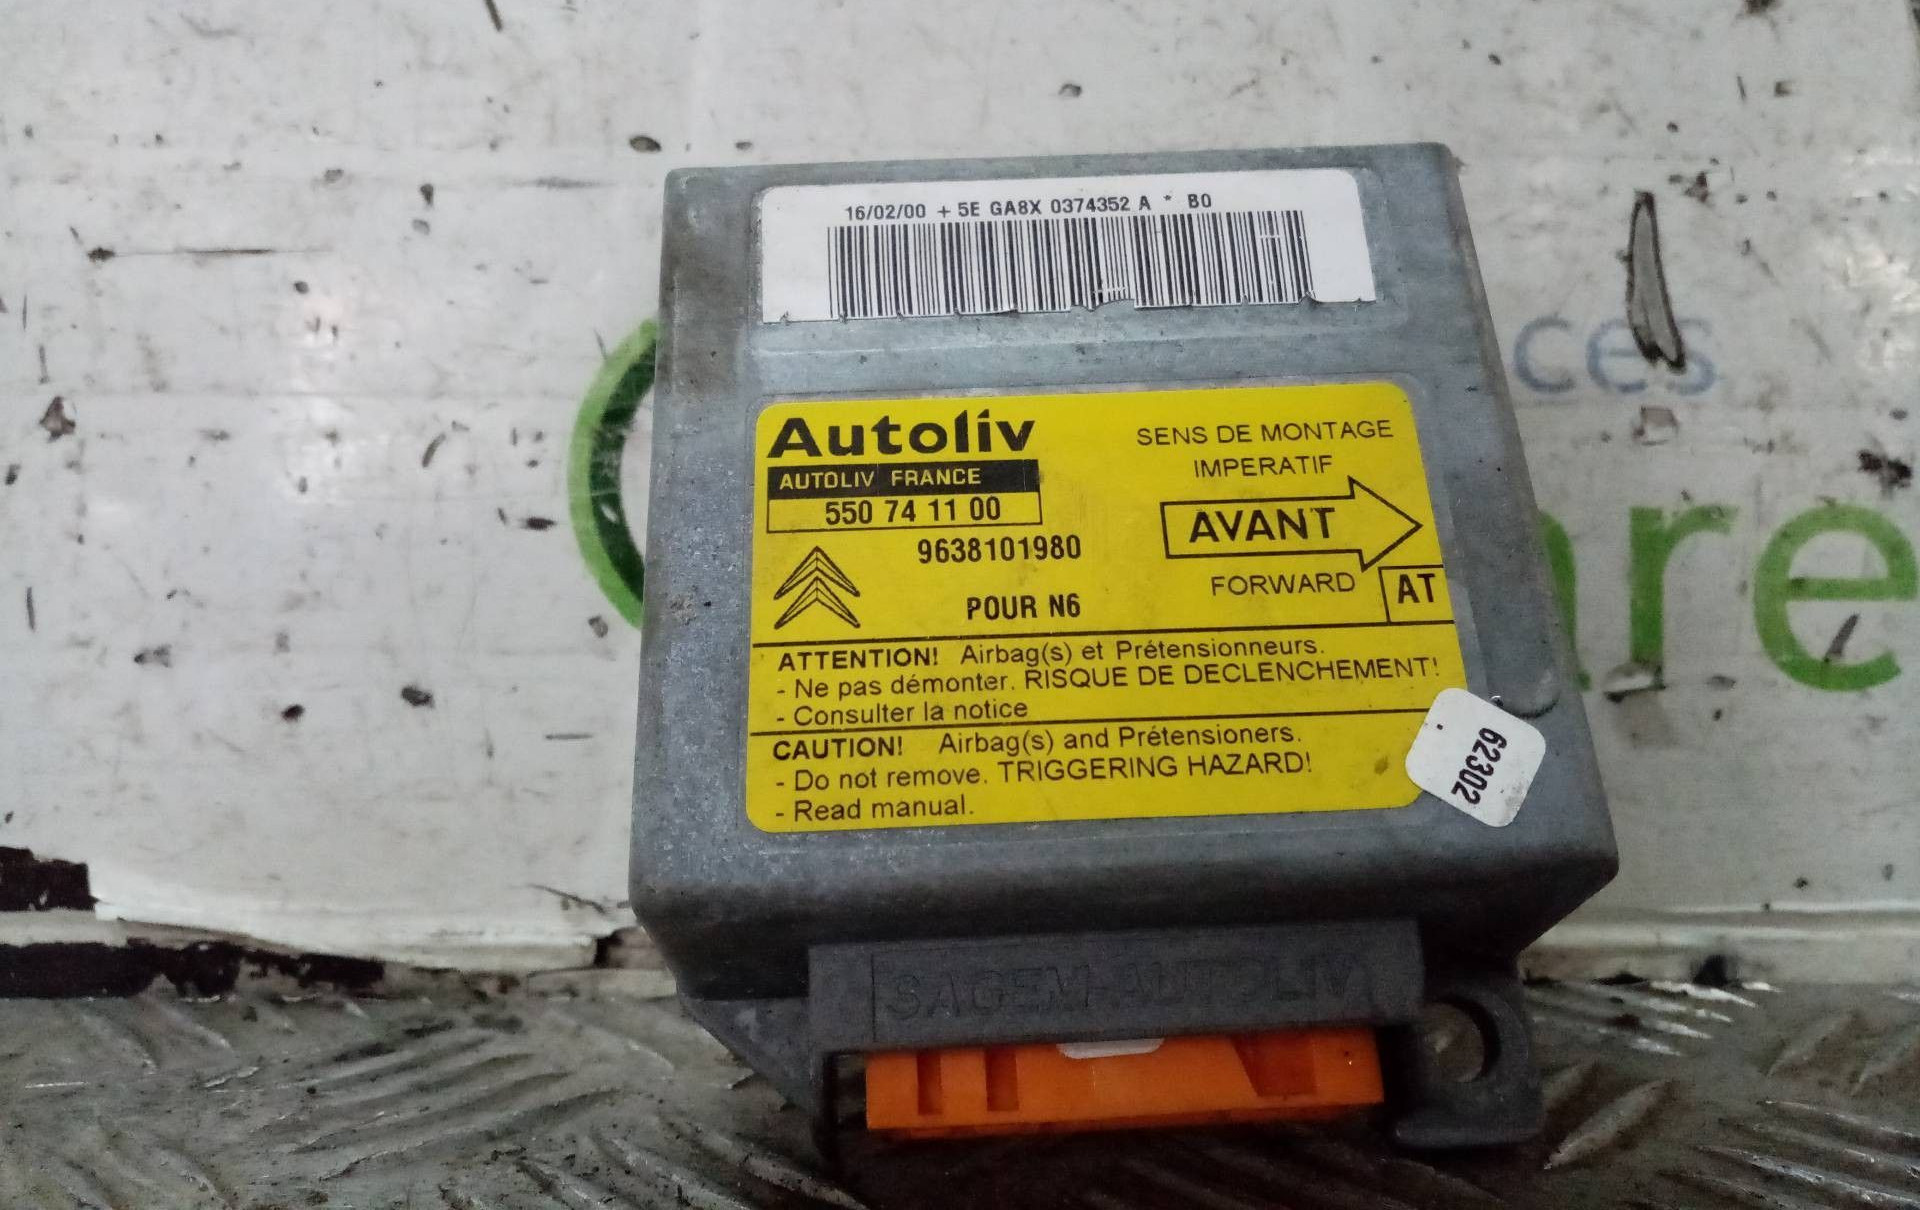 16/02/00 + 5E GA8X 0374352 A * B0
Autoliv
AUTOLIV FRANCE
550 74 11 00
9638101980
POUR N6
SENS DE MONTAGE
IMPERATIF
AVANT
FORWARD
AT
ATTENTION! Airbag(s) et Prétensionneurs.
- Ne pas démonter. RISQUE DE DECLENCHEMENT!
- Consulter la notice
CAUTION! Airbag(s) and Prétensioners.
- Do not remove. TRIGGERING HAZARD!
- Read manual.
62302
SAGEM-AUTOLIV